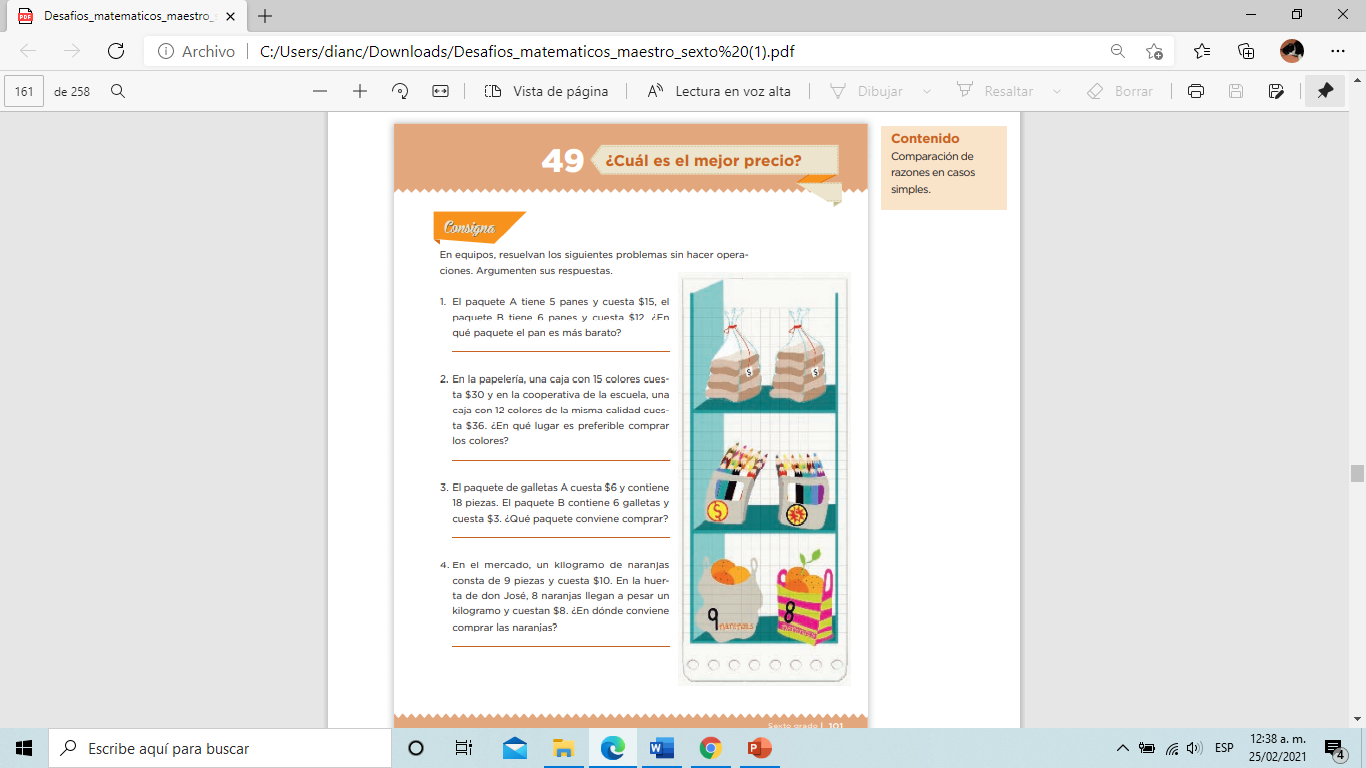 Desafios_matematicos_maestro_s
Archivo
C:/Users/dianc/Downloads/Desafios_matematicos_maestro_sexto%20(1).pdf
161
de 258
Vista de página
Lectura en voz alta
Dibujar
Resaltar
Borrar
49
¿Cuál es el mejor precio?
Contenido
Comparación de
razones en casos
simples.
Consigna
En equipos, resuelvan los siguientes problemas sin hacer opera-
ciones. Argumenten sus respuestas.
1. El paquete A tiene 5 panes y cuesta $15, el
paquete B tiene 6 panes y cuesta $12. ¿En
qué paquete el pan es más barato?
2. En la papelería, una caja con 15 colores cues-
ta $30 y en la cooperativa de la escuela, una
caja con 12 colores de la misma calidad cues-
ta $36. ¿En qué lugar es preferible comprar
los colores?
3. El paquete de galletas A cuesta $6 y contiene
18 piezas. El paquete B contiene 6 galletas y
cuesta $3. ¿Qué paquete conviene comprar?
4. En el mercado, un kilogramo de naranjas
consta de 9 piezas y cuesta $10. En la huer-
ta de don José, 8 naranjas llegan a pesar un
kilogramo y cuestan $8. ¿En dónde conviene
comprar las naranjas?
$
$
$
$
9
8
Sexto grado | 101
Escribe aquí para buscar
ESP
12:38 a. m.
25/02/2021
4